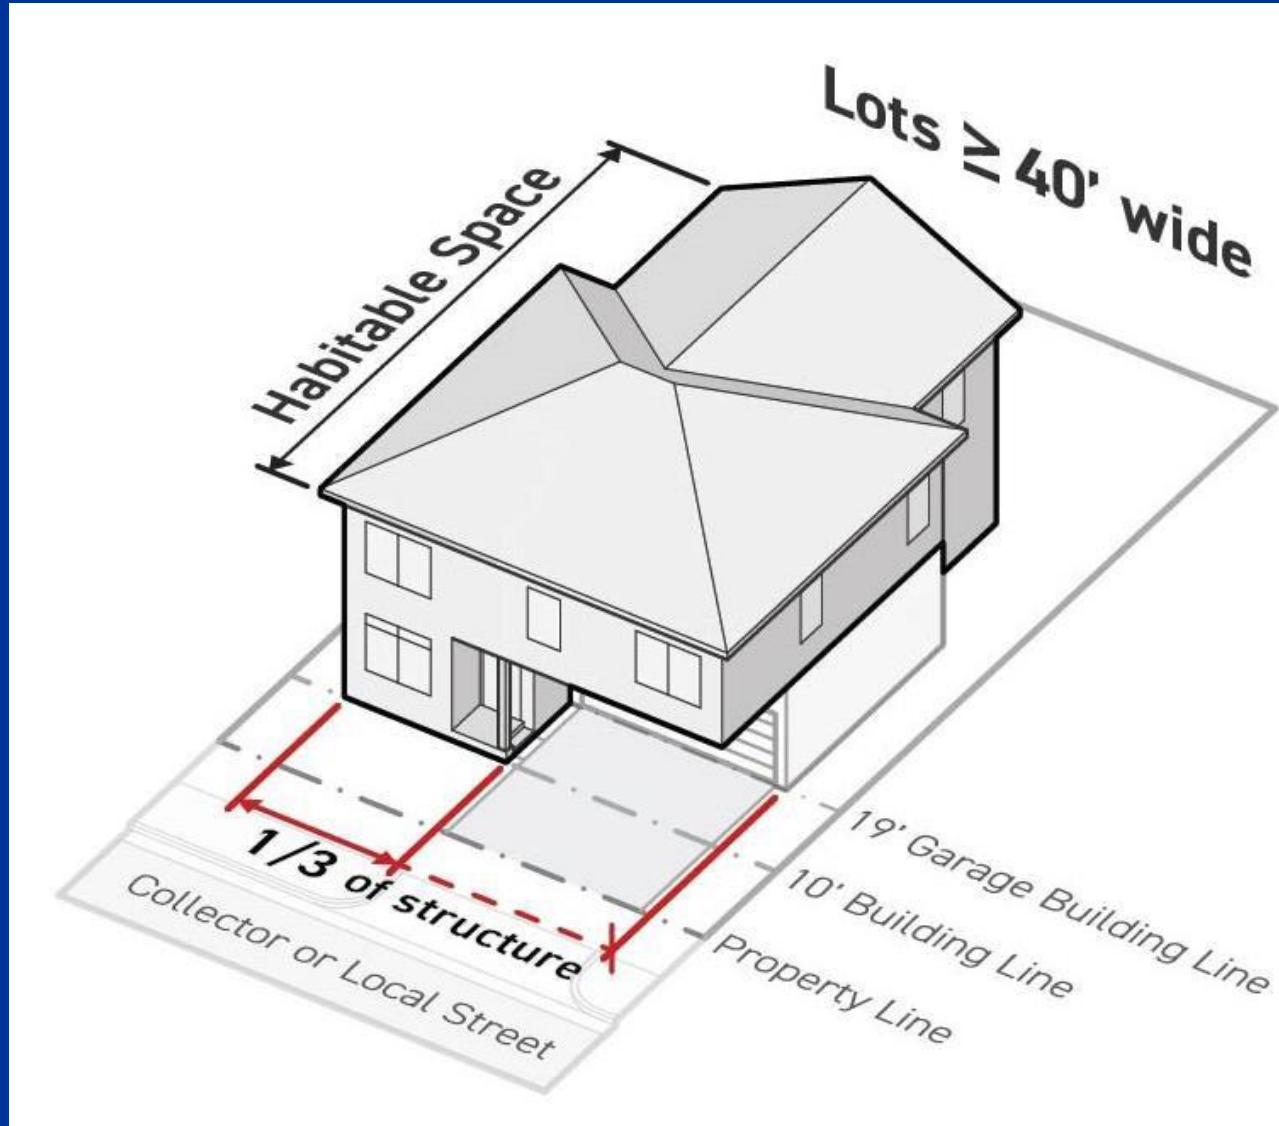 Lots ≥ 40' wide
Habitable Space
1/3 of structure
Collector or Local Street
19' Garage Building Line
10' Building Line
Property Line